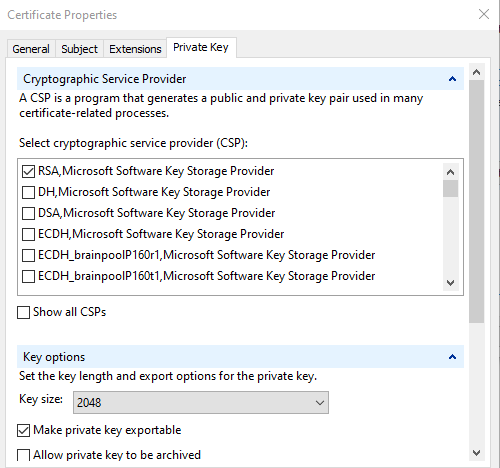 Certificate Properties
General Subject Extensions Private Key
Cryptographic Service Provider
A CSP is a program that generates a public and private key pair used in many
certificate-related processes.
Select cryptographic service provider (CSP):
RSA,Microsoft Software Key Storage Provider
DH,Microsoft Software Key Storage Provider
DSA,Microsoft Software Key Storage Provider
ECDH,Microsoft Software Key Storage Provider
ECDH_brainpoolP160r1,Microsoft Software Key Storage Provider
ECDH_brainpoolP160t1,Microsoft Software Key Storage Provider
Show all CSPs
Key options
Set the key length and export options for the private key.
Key size: 2048
Make private key exportable
Allow private key to be archived